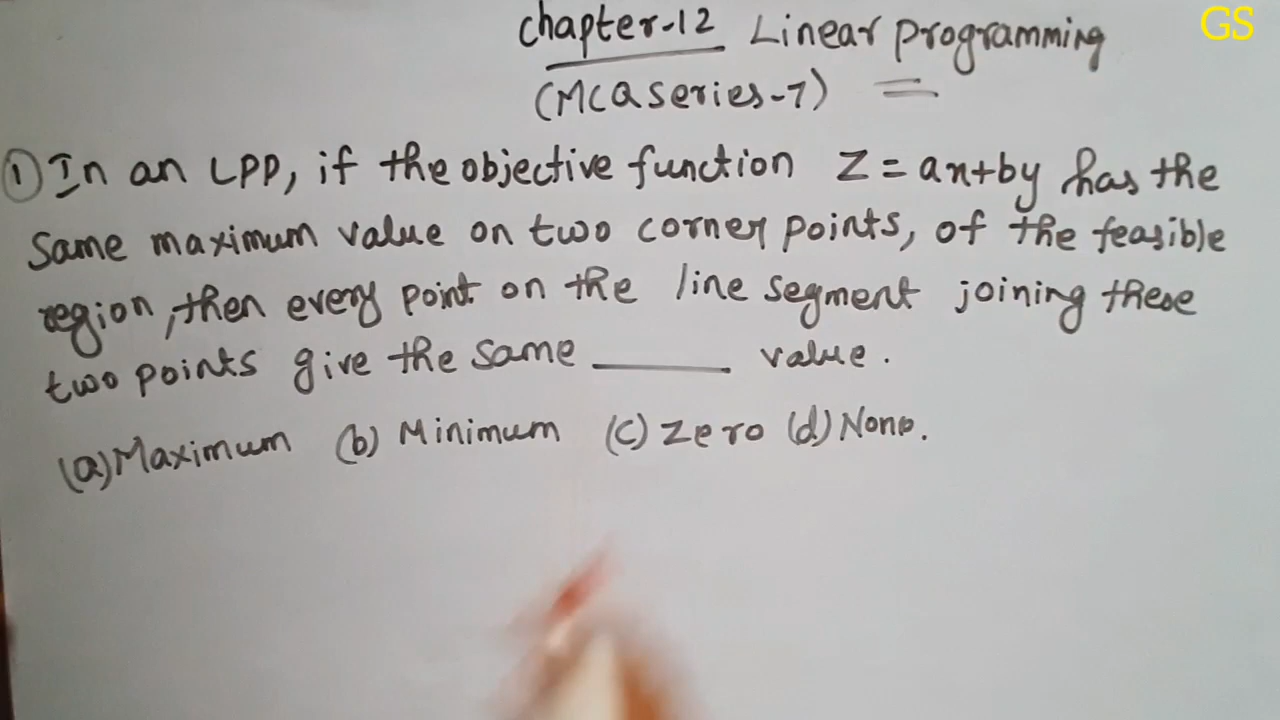 GS
Chapter-12 Linear Programming
(MCQ series-7)
① In an LPP, if the objective function Z = ax+by has the
same maximum value on two corner points, of the feasible
region, then every point on the line segment joining these
two points give the same ______ value.
(a) Maximum (b) Minimum (c) Zero (d) None.